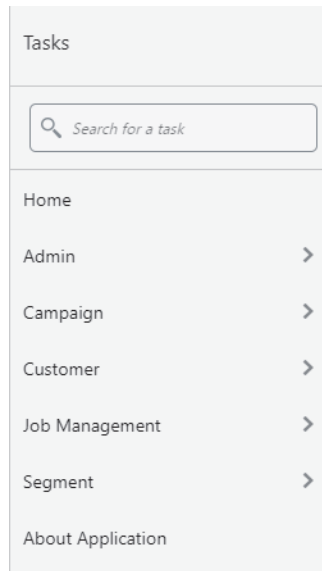 Tasks
Search for a task
Home
Admin
Campaign
Customer
Job Management
Segment
About Application